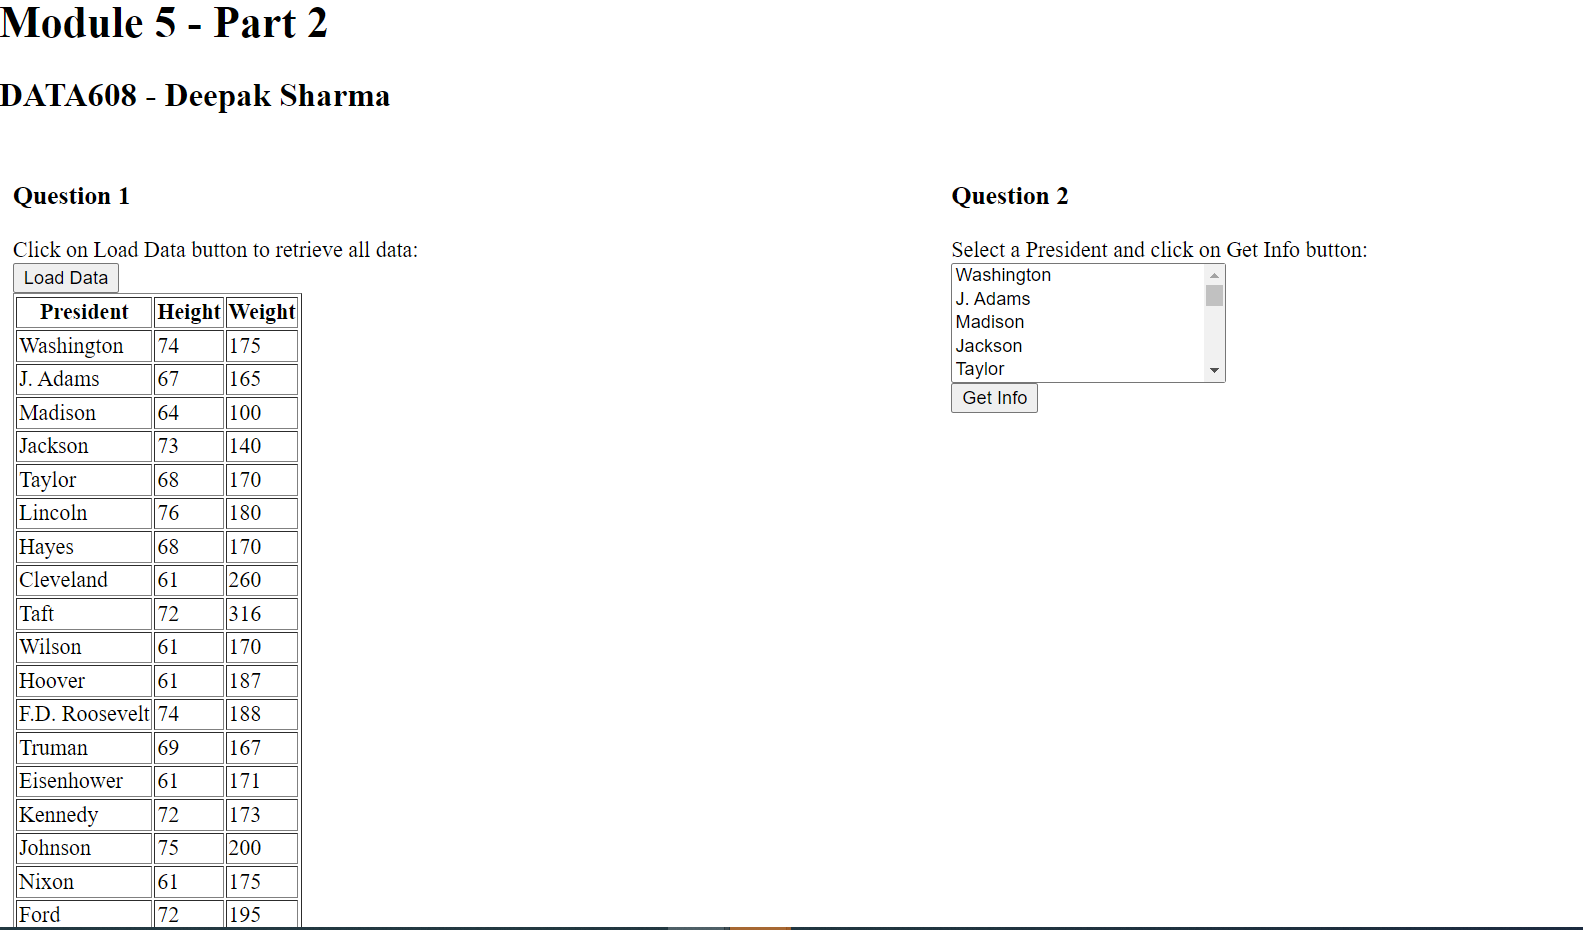 Module 5 - Part 2
DATA608 - Deepak Sharma
Question 1
Click on Load Data button to retrieve all data:
Load Data
President Height Weight
Washington 74 175
J. Adams 67 165
Madison 64 100
Jackson 73 140
Taylor 68 170
Lincoln 76 180
Hayes 68 170
Cleveland 61 260
Taft 72 316
Wilson 61 170
Hoover 61 187
F.D. Roosevelt 74 188
Truman 69 167
Eisenhower 61 171
Kennedy 72 173
Johnson 75 200
Nixon 61 175
Ford 72 195
Question 2
Select a President and click on Get Info button:
Washington
J. Adams
Madison
Jackson
Taylor
Get Info